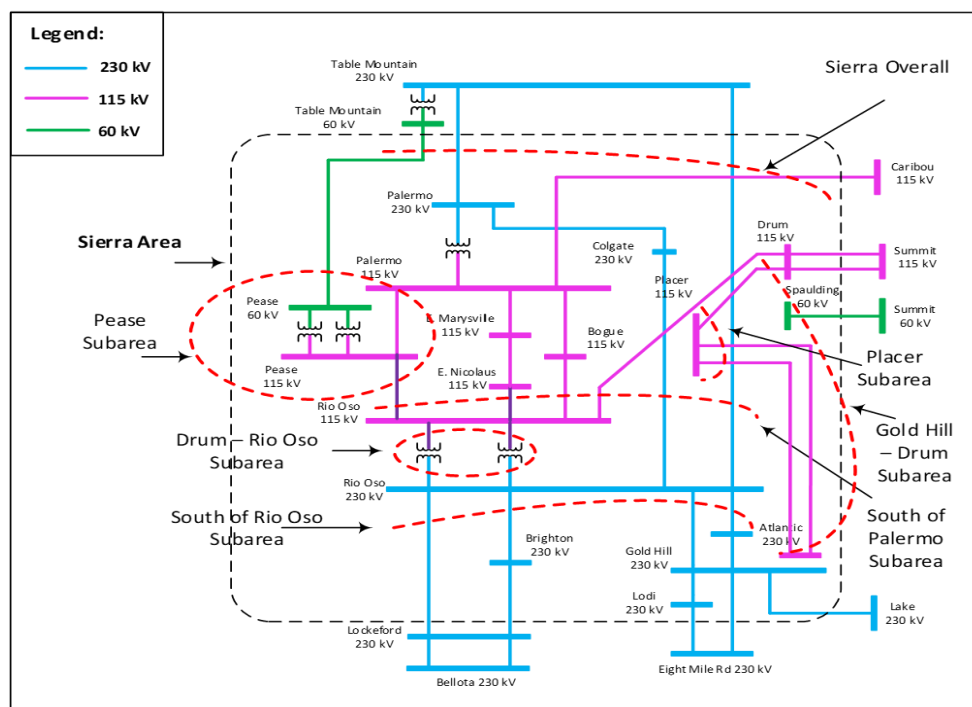 Legend:
230 kV
115 kV
60 kV
Table Mountain
230 kV
Table Mountain
60 kV
Sierra Overall
Caribou
115 kV
Palermo
230 kV
Sierra Area
Colgate
230 kV
Drum
115 kV
Summit
115 kV
Palermo
115 kV
Placer
115 kV
Spaulding
60 kV
Summit
60 kV
Pease
Subarea
Pease
60 kV
E. Marysville
115 kV
Bogue
115 kV
Placer
Subarea
Pease
115 kV
E. Nicolaus
115 kV
Rio Oso
115 kV
Drum – Rio Oso
Subarea
Gold Hill
– Drum
Subarea
Rio Oso
230 kV
South of Rio Oso
Subarea
South of
Palermo
Subarea
Brighton
230 kV
Atlantic
230 kV
Gold Hill
230 kV
Lodi
230 kV
Lake
230 kV
Lockeford
230 kV
Bellota 230 kV
Eight Mile Rd 230 kV